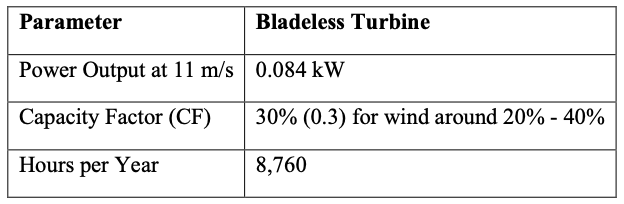 Parameter Bladeless Turbine
Power Output at 11 m/s 0.084 kW
Capacity Factor (CF) 30% (0.3) for wind around 20% - 40%
Hours per Year 8,760